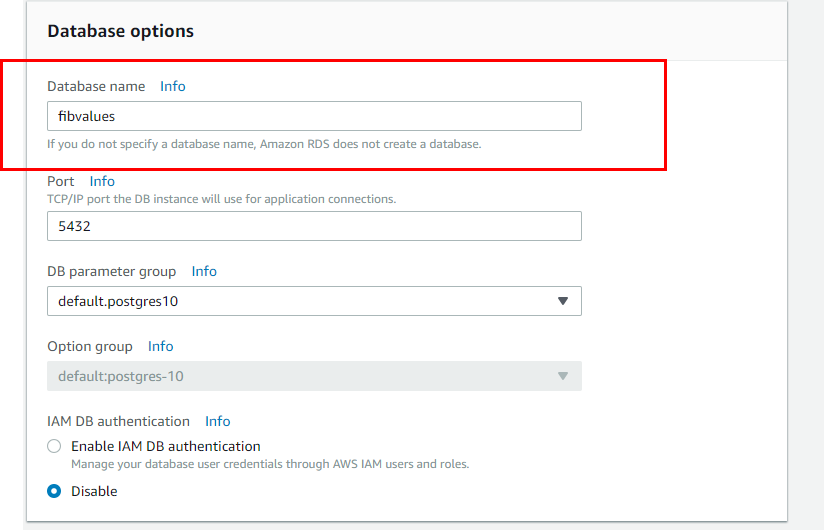 Database options
Database name Info
fibvalues
If you do not specify a database name, Amazon RDS does not create a database.
Port Info
TCP/IP port the DB instance will use for application connections.
5432
DB parameter group Info
default.postgres10
Option group Info
default:postgres-10
IAM DB authentication Info
Enable IAM DB authentication
Manage your database user credentials through AWS IAM users and roles.
Disable